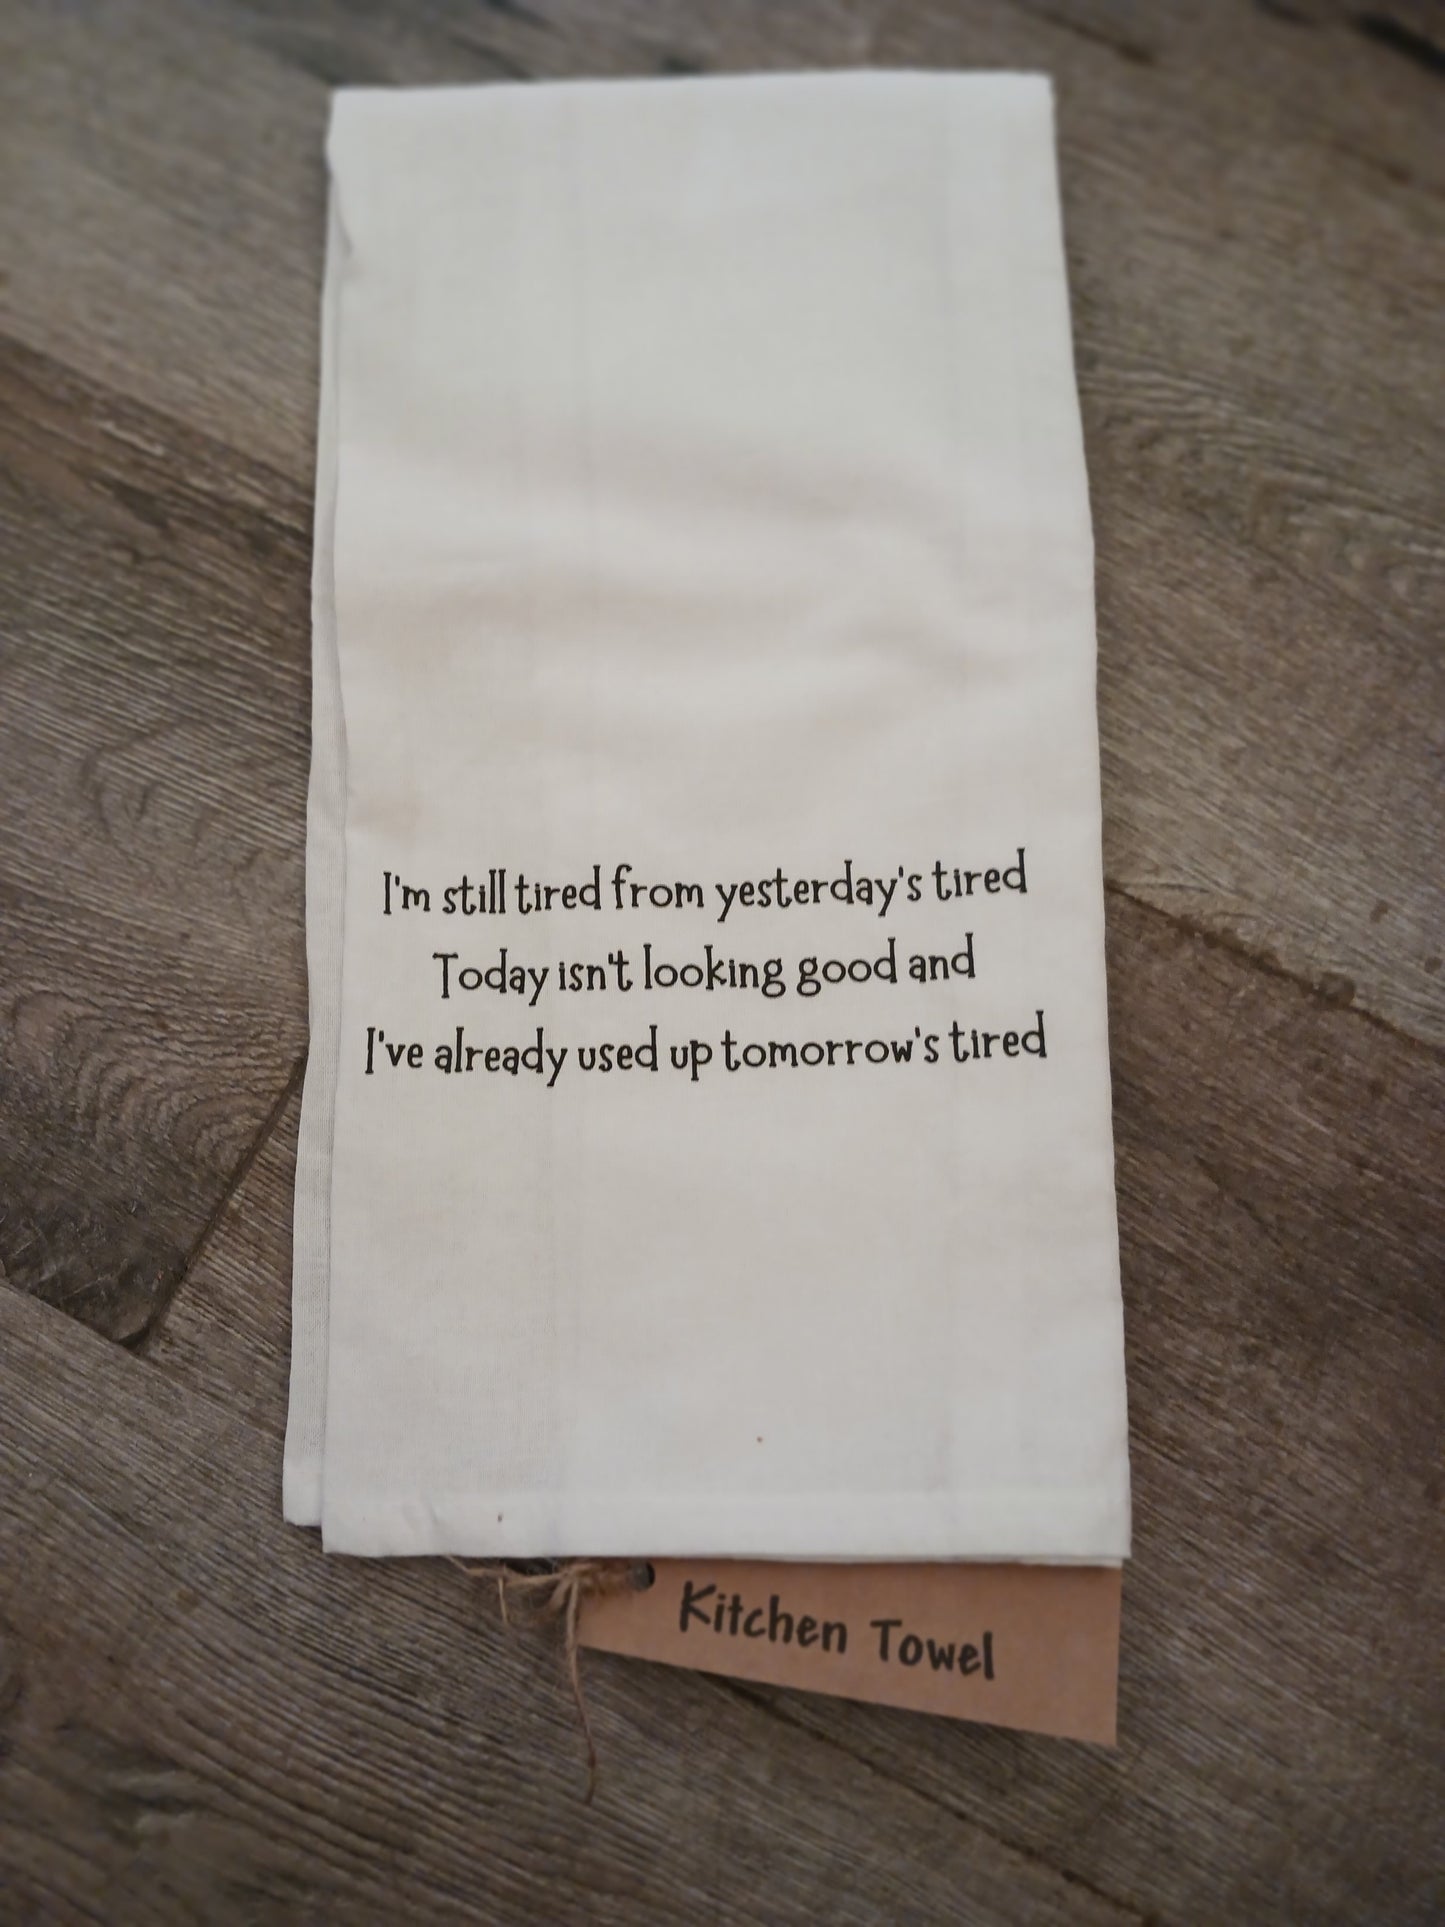 I'm still tired from yesterday's tired
Today isn't looking good and
I've already used up tomorrow's tired
Kitchen Towel